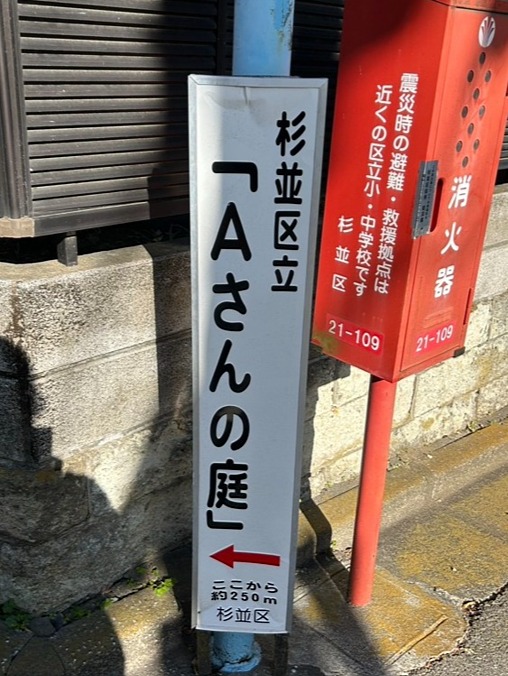 杉並区立
「Aさんの庭」
ここから
約250m
杉並区
震災時の避難・救援拠点は
近くの区立小・中学校です
杉並区
21-109
消火器
21-109